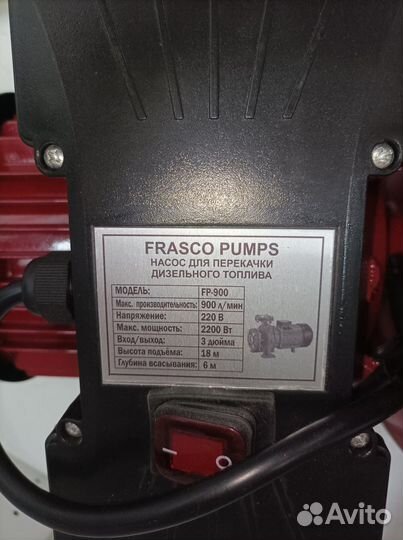 FRASCO PUMPS
НАСОС ДЛЯ ПЕРЕКАЧКИ
ДИЗЕЛЬНОГО ТОПЛИВА
МОДЕЛЬ: FP-900
Макс. производительность: 900 л/мин
Напряжение: 220 В
Макс. мощность: 2200 Вт
Вход/выход: 3 дюйма
Высота подъёма: 18 м
Глубина всасывания: 6 м
I O
Avito